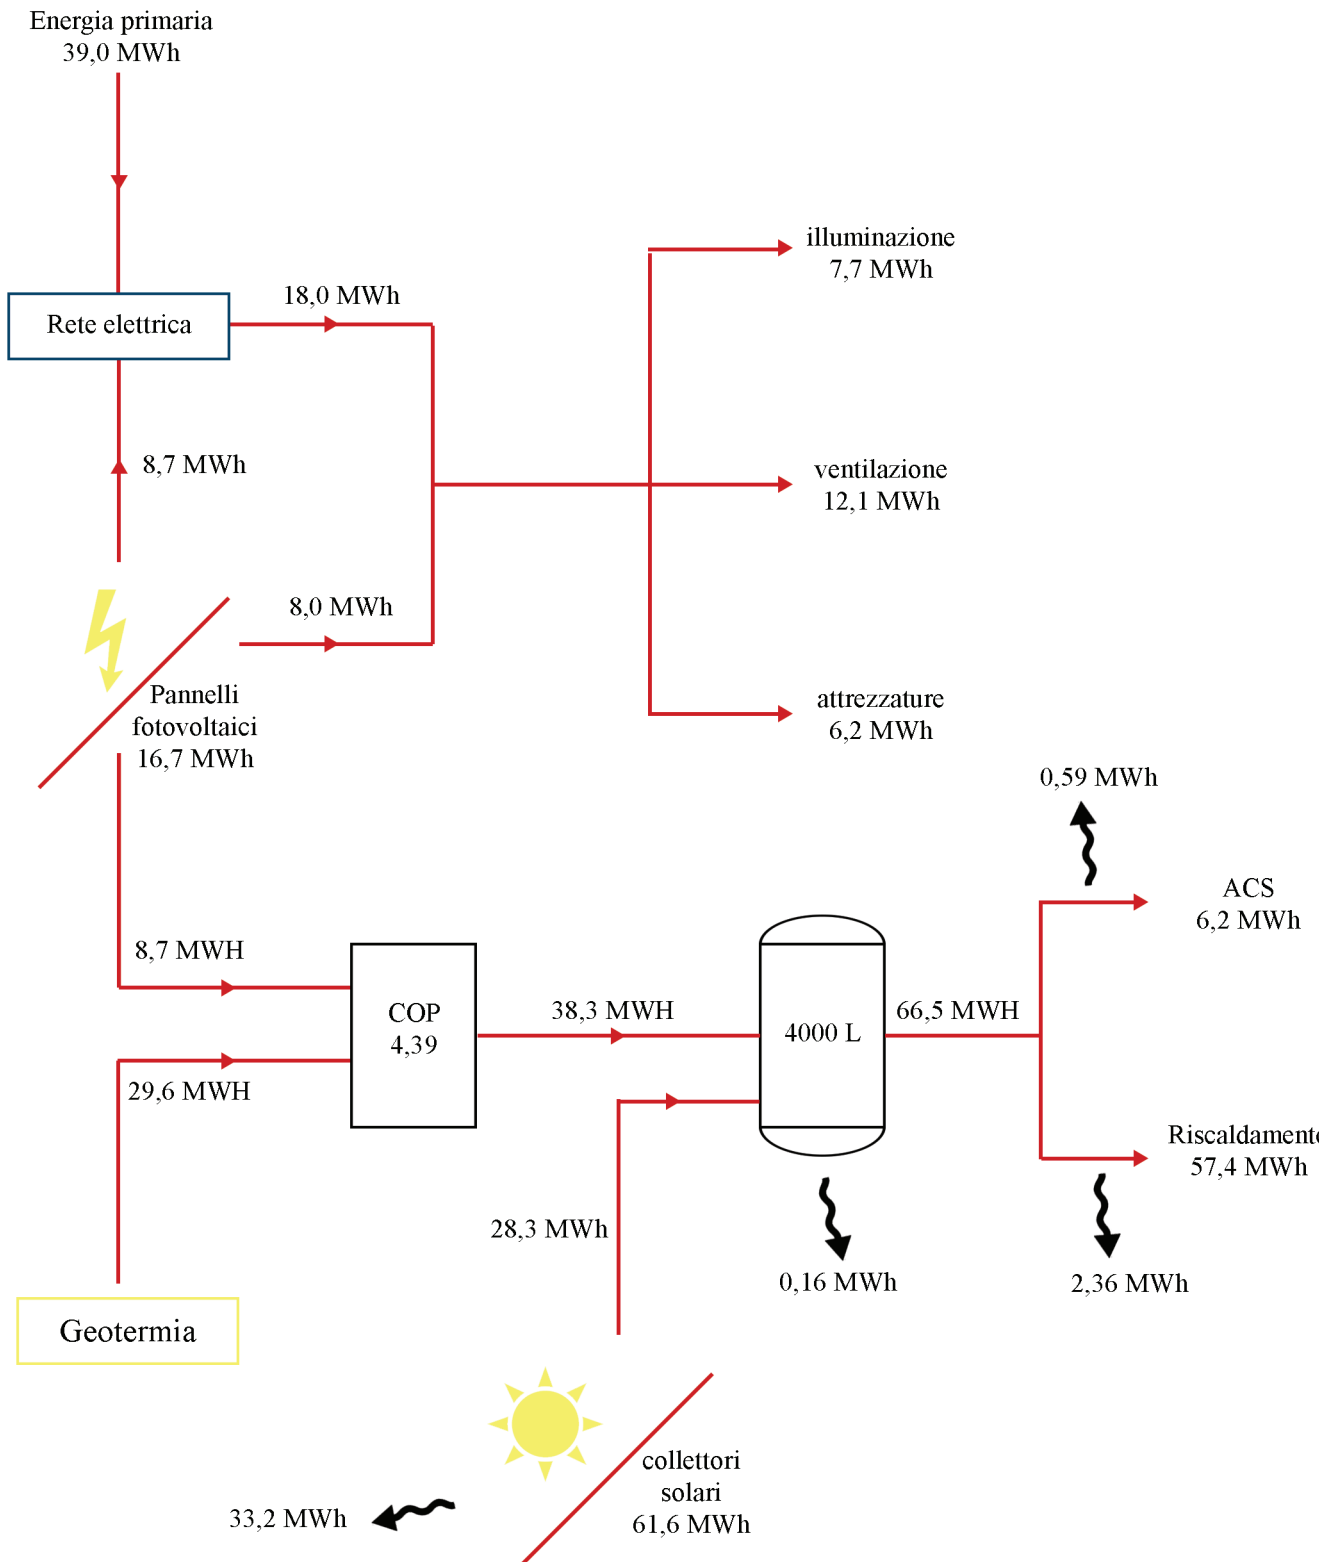 Energia primaria
39,0 MWh
illuminazione
7,7 MWh
18,0 MWh
Rete elettrica
8,7 MWh
ventilazione
12,1 MWh
8,0 MWh
Pannelli
fotovoltaici
16,7 MWh
attrezzature
6,2 MWh
0,59 MWh
ACS
6,2 MWh
8,7 MWH
COP
4,39
38,3 MWH
4000 L
66,5 MWH
29,6 MWH
Riscaldamento
57,4 MWh
28,3 MWh
0,16 MWh
2,36 MWh
Geotermia
collettori
solari
61,6 MWh
33,2 MWh